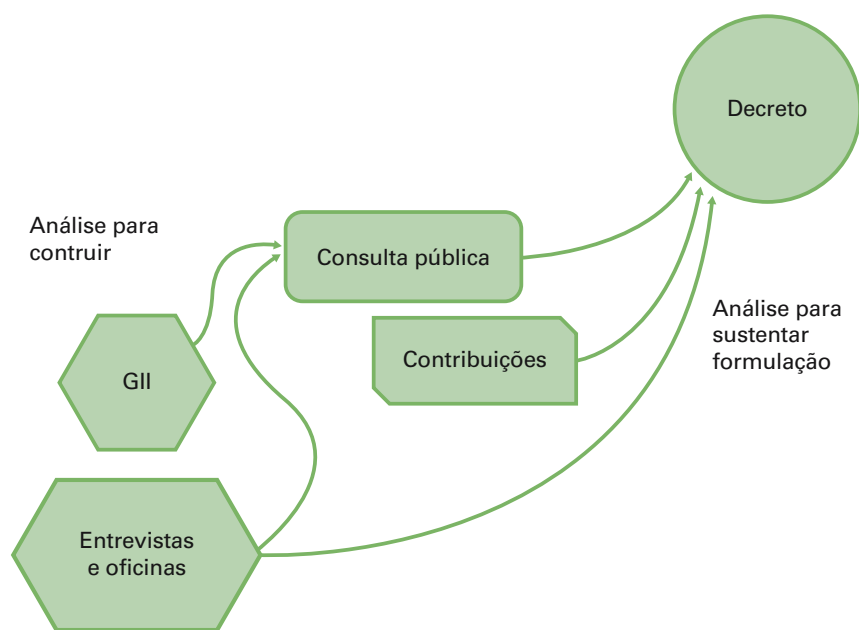 Decreto
Análise para
contruir
Consulta pública
Análise para
sustentar
formulação
Contribuições
GII
Entrevistas
e oficinas